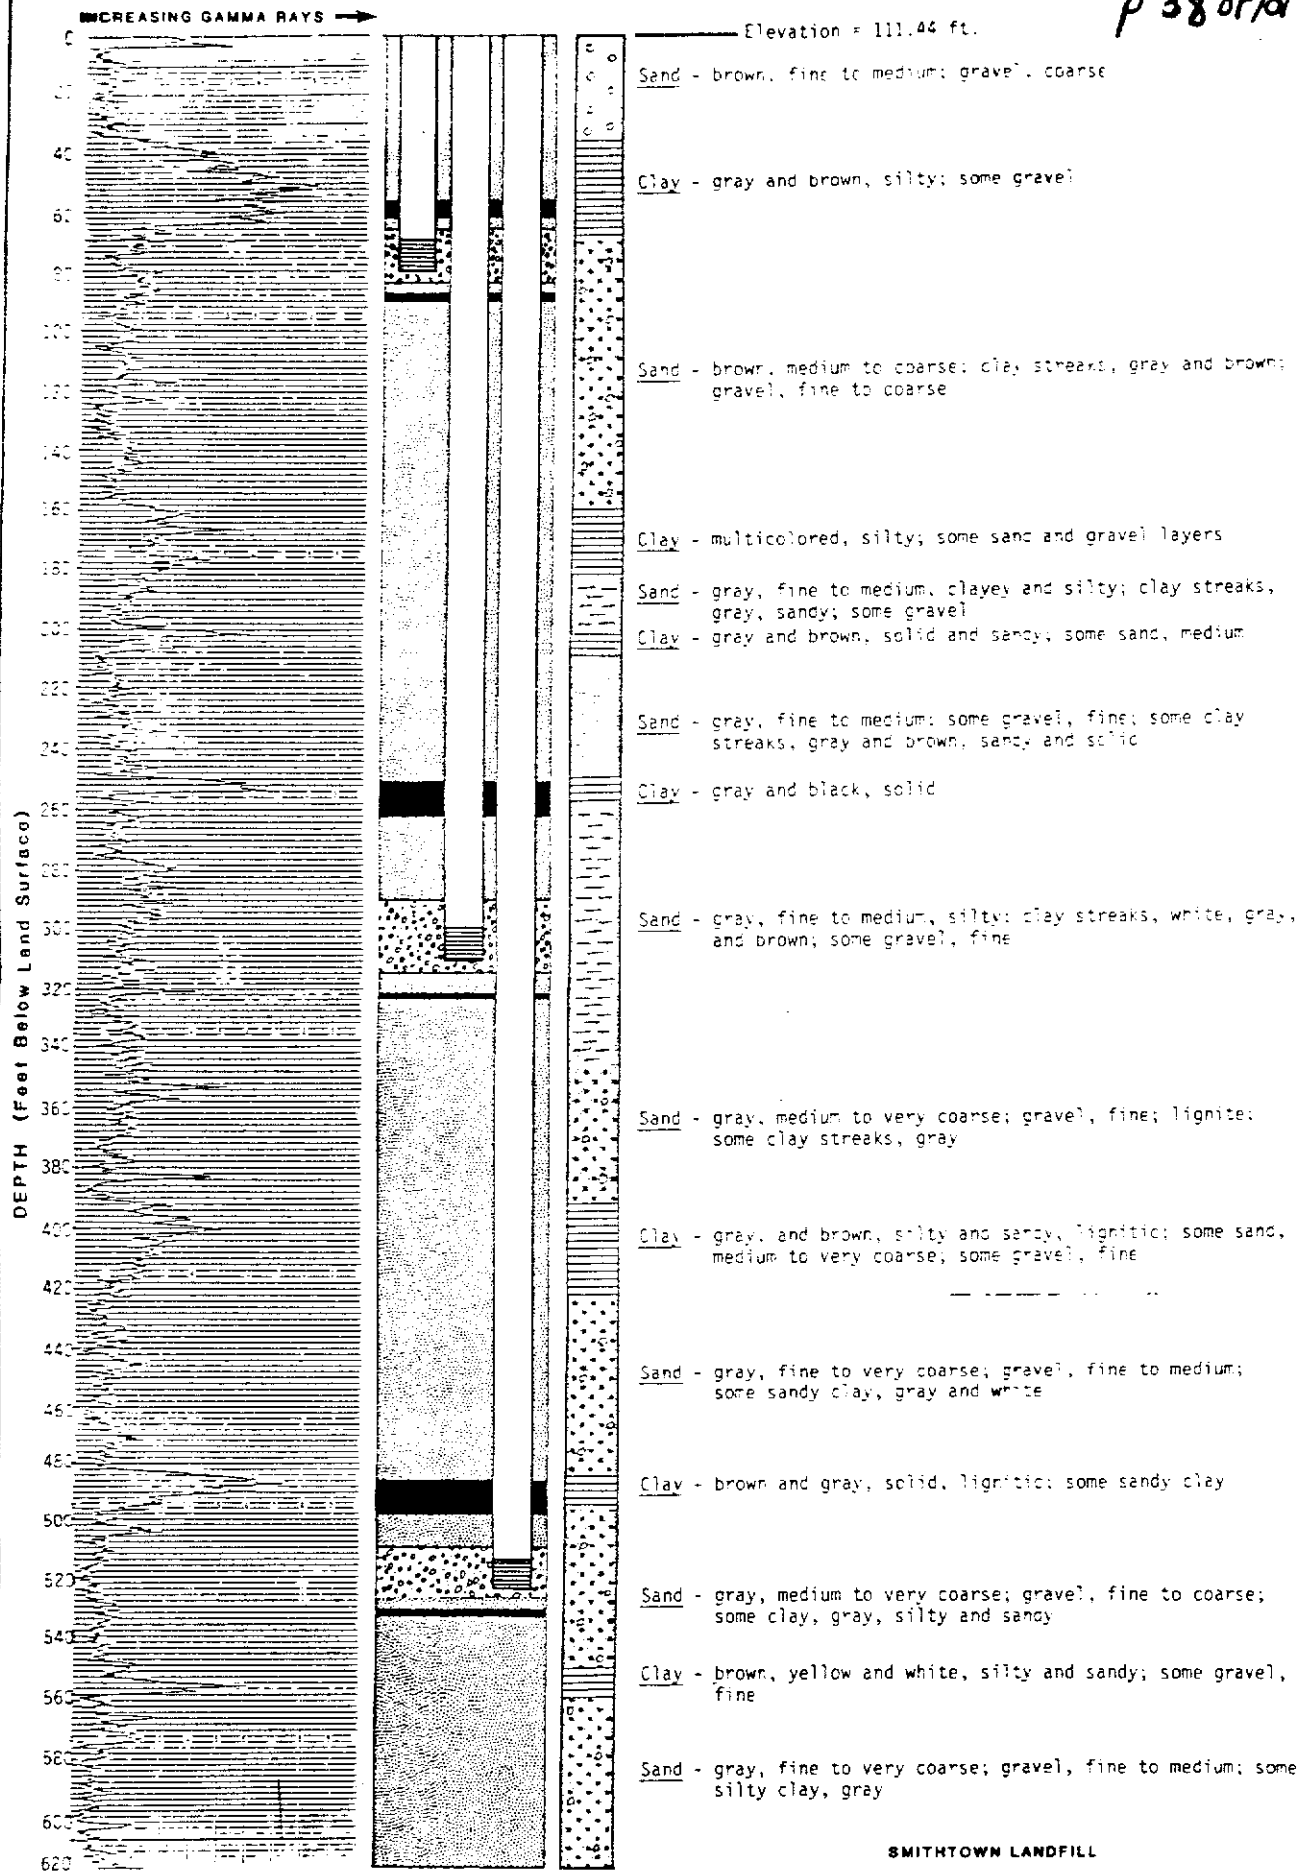 INCREASING GAMMA RAYS
p 38
Elevation = 111.44 ft.
Sand - brown, fine to medium; gravel, coarse
Clay - gray and brown, silty; some gravel
Sand - brown, medium to coarse; clay streaks, gray and brown;
gravel, fine to coarse
Clay - multicolored, silty; some sand and gravel layers
Sand - gray, fine to medium, clayey and silty; clay streaks,
gray, sandy; some gravel
Clay - gray and brown, solid and sandy; some sand, medium
Sand - gray, fine to medium; some gravel, fine; some clay
streaks, gray and brown, sandy and solid
Clay - gray and black, solid
Sand - gray, fine to medium, silty; clay streaks, white, gray,
and brown; some gravel, fine
Sand - gray, medium to very coarse; gravel, fine; lignite;
some clay streaks, gray
Clay - gray, and brown, silty and sandy, lignitic; some sand,
medium to very coarse; some gravel, fine
Sand - gray, fine to very coarse; gravel, fine to medium;
some sandy clay, gray and white
Clay - brown and gray, solid, lignitic; some sandy clay
Sand - gray, medium to very coarse; gravel, fine to coarse;
some clay, gray, silty and sandy
Clay - brown, yellow and white, silty and sandy; some gravel,
fine
Sand - gray, fine to very coarse; gravel, fine to medium; some
silty clay, gray
DEPTH (Feet Below Land Surface)
0
20
40
60
80
100
120
140
160
180
200
220
240
260
280
300
320
340
360
380
400
420
440
460
480
500
520
540
560
580
600
620
SMITHTOWN LANDFILL